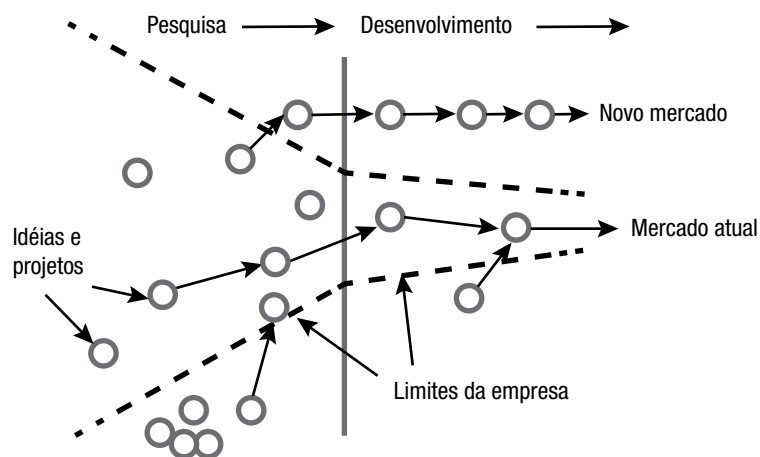 Pesquisa
Desenvolvimento
Novo mercado
Idéias e
projetos
Mercado atual
Limites da empresa